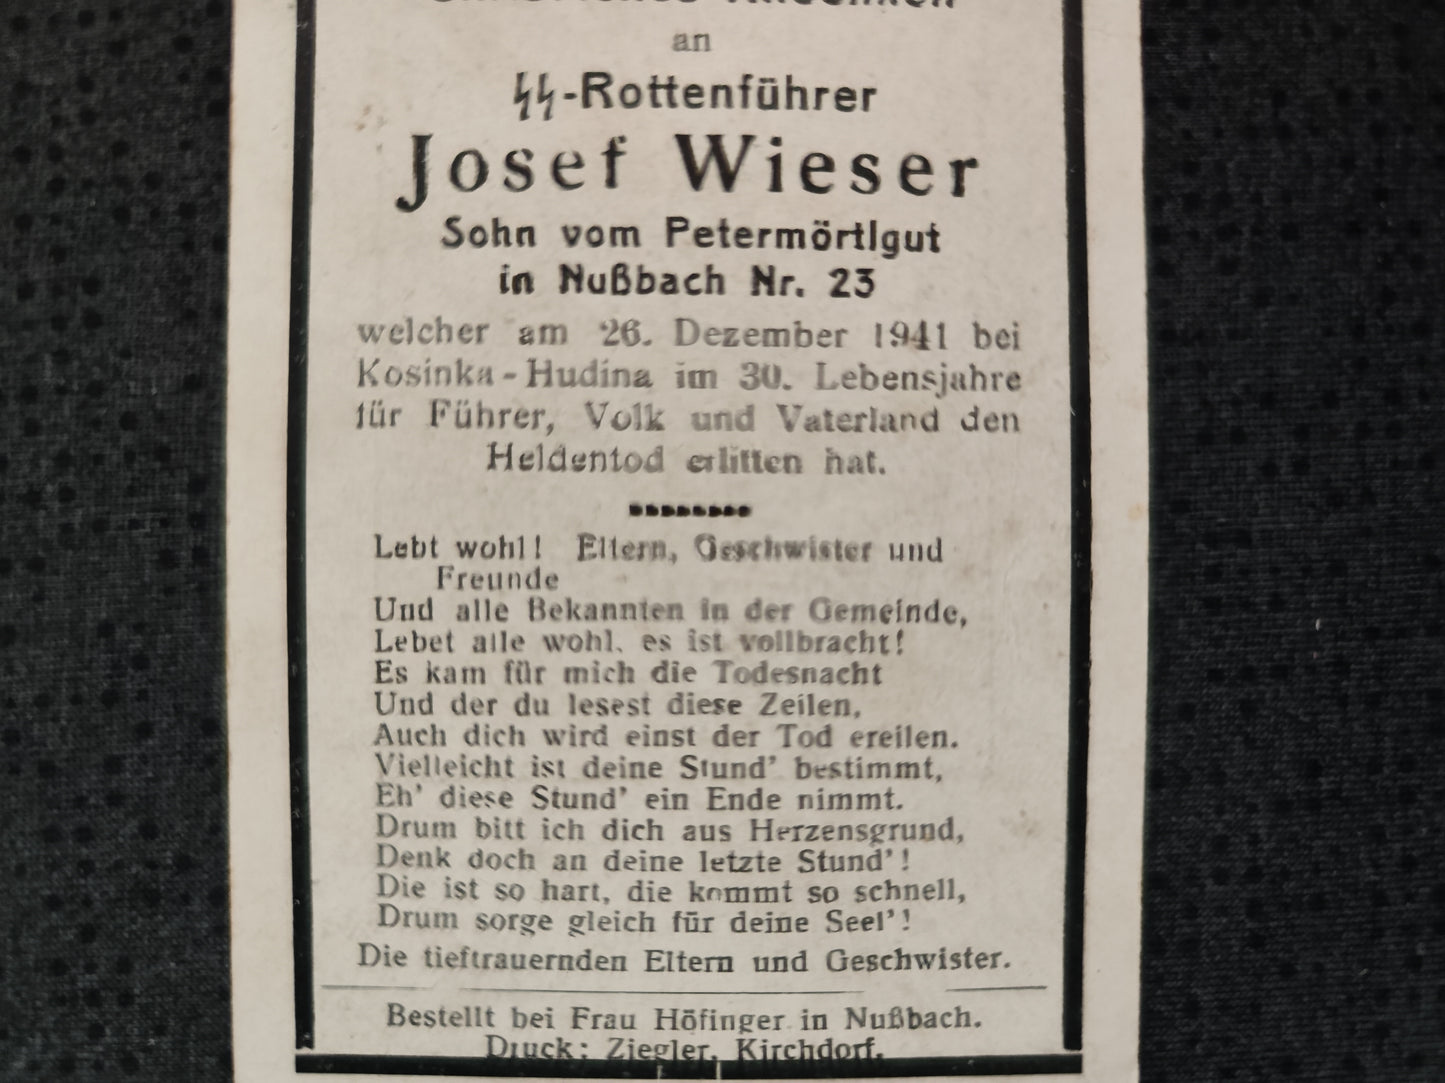 an
ϟϟ-Rottenführer
Josef Wieser
Sohn vom Petermörtlgut
in Nußbach Nr. 23
welcher am 26. Dezember 1941 bei
Kosinka-Hudina im 30. Lebensjahre
für Führer, Volk und Vaterland den
Heldentod erlitten hat.
Lebt wohl! Eltern, Geschwister und
Freunde
Und alle Bekannten in der Gemeinde,
Lebet alle wohl, es ist vollbracht!
Es kam für mich die Todesnacht
Und der du lesest diese Zeilen,
Auch dich wird einst der Tod ereilen.
Vielleicht ist deine Stund' bestimmt,
Eh' diese Stund' ein Ende nimmt.
Drum bitt ich dich aus Herzensgrund,
Denk doch an deine letzte Stund'!
Die ist so hart, die kommt so schnell,
Drum sorge gleich für deine Seel'!
Die tieftrauernden Eltern und Geschwister.
Bestellt bei Frau Höfinger in Nußbach.
Druck: Ziegler, Kirchdorf.